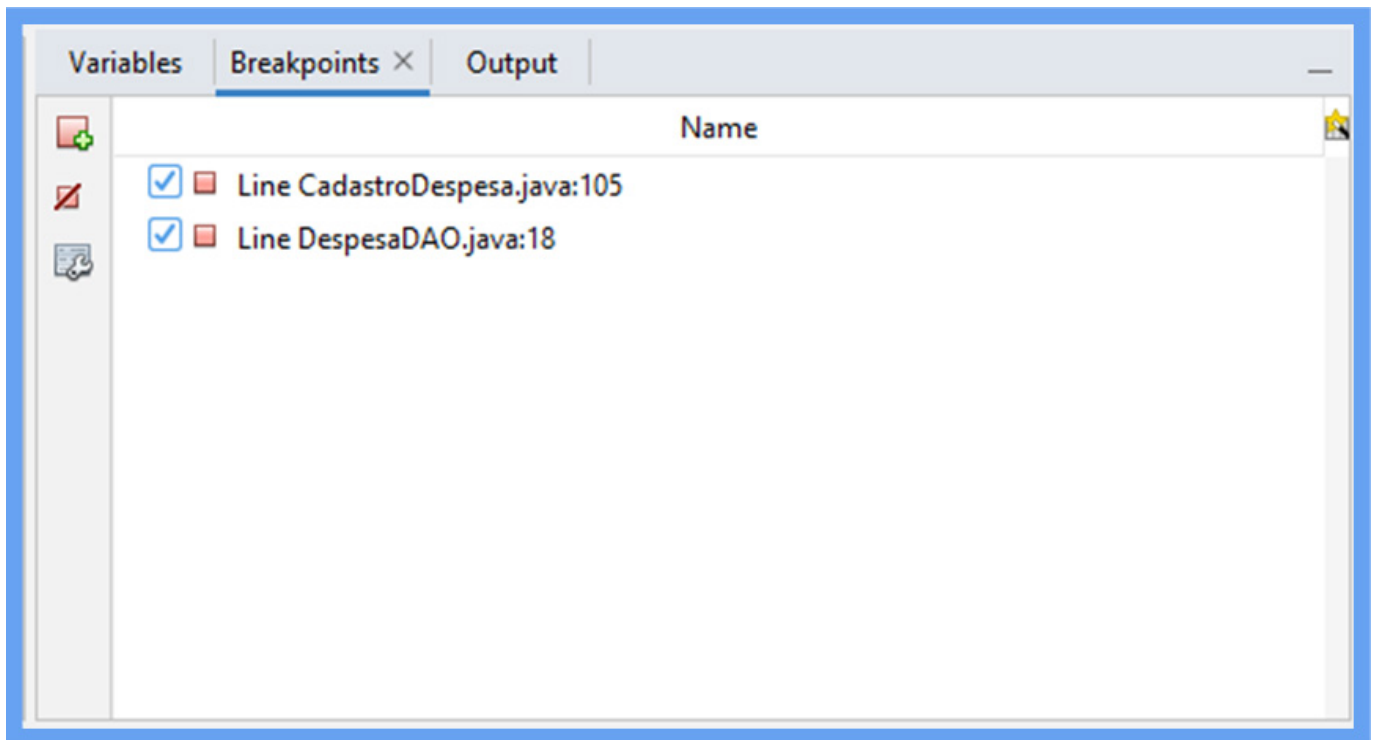 Variables Breakpoints Output
Name
Line CadastroDespesa.java:105
Line DespesaDAO.java:18